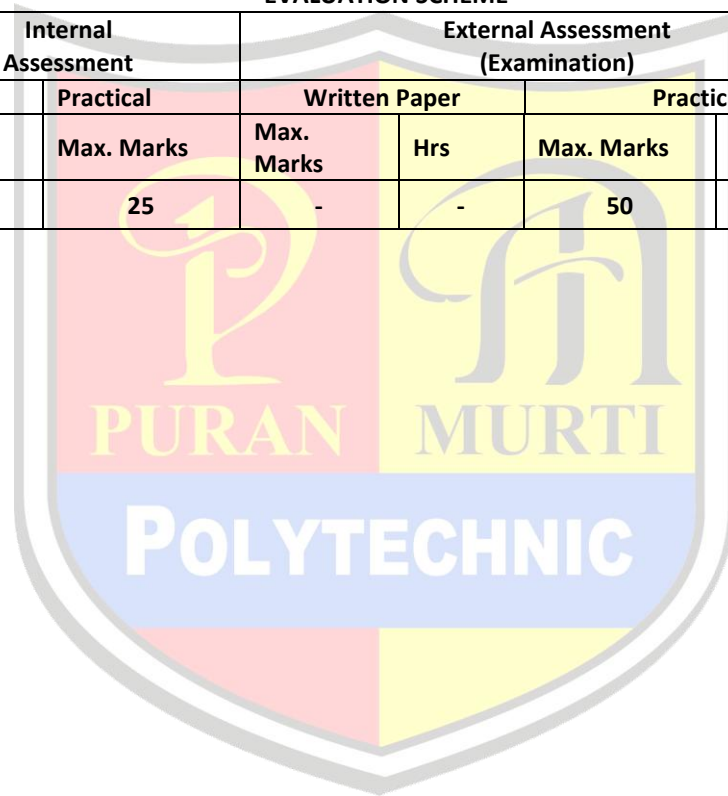 EVALUATION SCHEME
Internal Assessment External Assessment (Examination)
Practical Written Paper Practic
Max. Marks Max. Marks Hrs Max. Marks
25 - - 50
PURAN MURTI
POLYTECHNIC